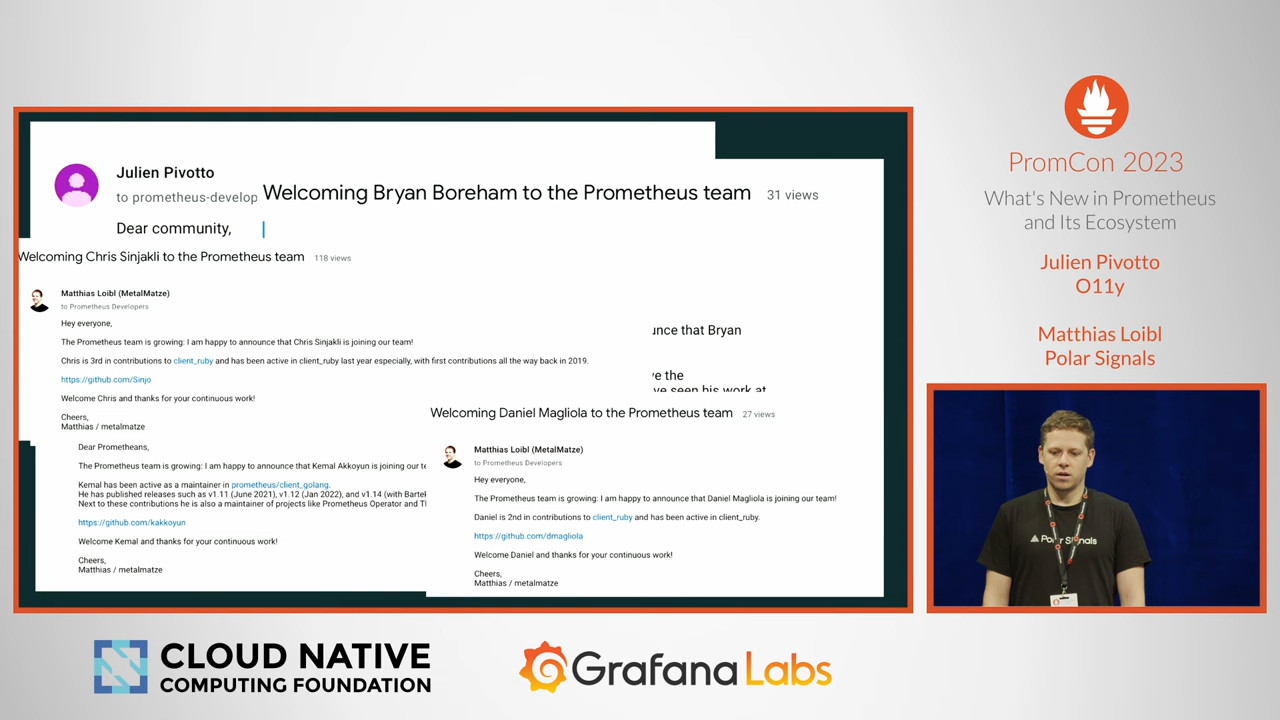 Julien Pivotto
to prometheus-develop
Dear community,
Welcoming Bryan Boreham to the Prometheus team 31 views
Welcoming Chris Sinjakli to the Prometheus team 118 views
Matthias Loibl (MetalMatze)
to Prometheus Developers
Hey everyone,
The Prometheus team is growing: I am happy to announce that Chris Sinjakli is joining our team!
Chris is 3rd in contributions to client_ruby and has been active in client_ruby last year especially, with first contributions all the way back in 2019.
https://github.com/Sinjo
Welcome Chris and thanks for your continuous work!
Cheers,
Matthias / metalmatze
that Bryan
the
seen his work at
Dear Prometheans,
The Prometheus team is growing: I am happy to announce that Kemal Akkoyun is joining our
Kemal has been active as a maintainer in prometheus/client_golang.
He has published releases such as v1.11 (June 2021), v1.12 (Jan 2022), and v1.14 (with
Next to these contributions he is also a maintainer of projects like Prometheus Operator and
https://github.com/kakkoyun
Welcome Kemal and thanks for your continuous work!
Cheers,
Matthias / metalmatze
Welcoming Daniel Magliola to the Prometheus team 27 views
Matthias Loibl (MetalMatze)
to Prometheus Developers
Hey everyone,
The Prometheus team is growing: I am happy to announce that Daniel Magliola is joining our team!
Daniel is 2nd in contributions to client_ruby and has been active in client_ruby.
https://github.com/dmagliola
Welcome Daniel and thanks for your continuous work!
Cheers,
Matthias / metalmatze
PromCon 2023
What's New in Prometheus
and Its Ecosystem
Julien Pivotto
O11y
Matthias Loibl
Polar Signals
Polar Signals
CLOUD NATIVE
COMPUTING FOUNDATION
Grafana Labs